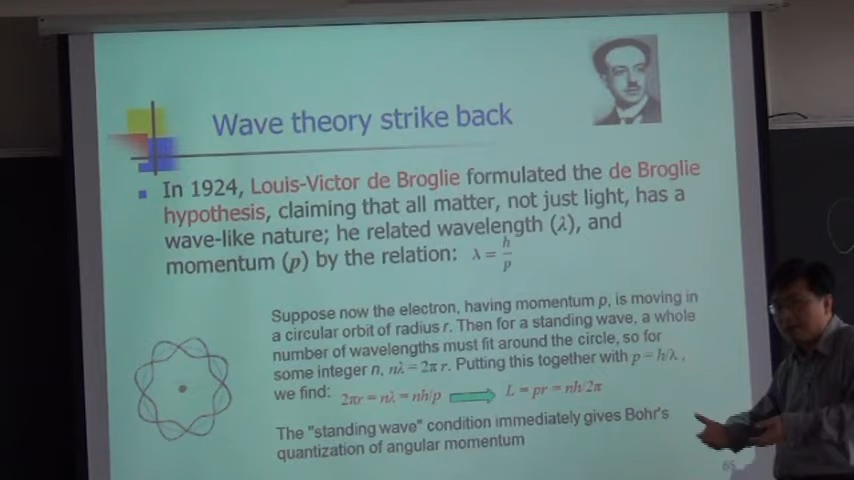 Wave theory strike back
In 1924, Louis-Victor de Broglie formulated the de Broglie
hypothesis, claiming that all matter, not just light, has a
wave-like nature; he related wavelength (λ), and
momentum (p) by the relation: λ = h/p
Suppose now the electron, having momentum p, is moving in
a circular orbit of radius r. Then for a standing wave, a whole
number of wavelengths must fit around the circle, so for
some integer n, nλ = 2π r. Putting this together with p = h/λ ,
we find: 2πr = nλ = nh/p L = pr = nh/2π
The "standing wave" condition immediately gives Bohr's
quantization of angular momentum
65